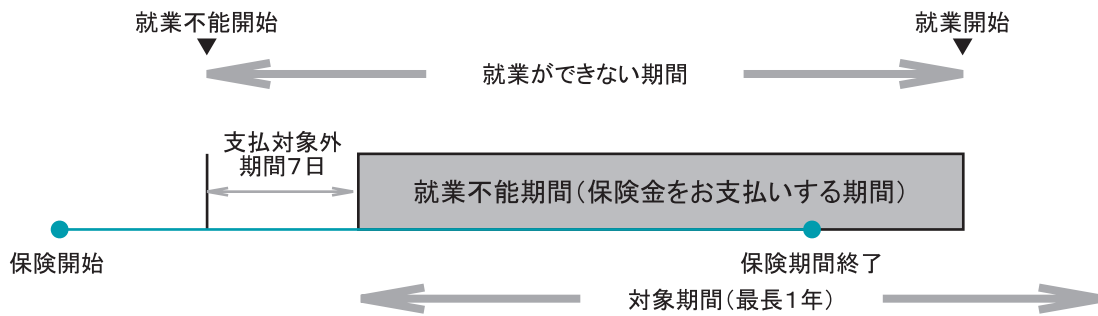 就業不能開始
就業開始
就業ができない期間
支払対象外
期間7日
就業不能期間(保険金をお支払いする期間)
保険開始
保険期間終了
対象期間(最長1年)